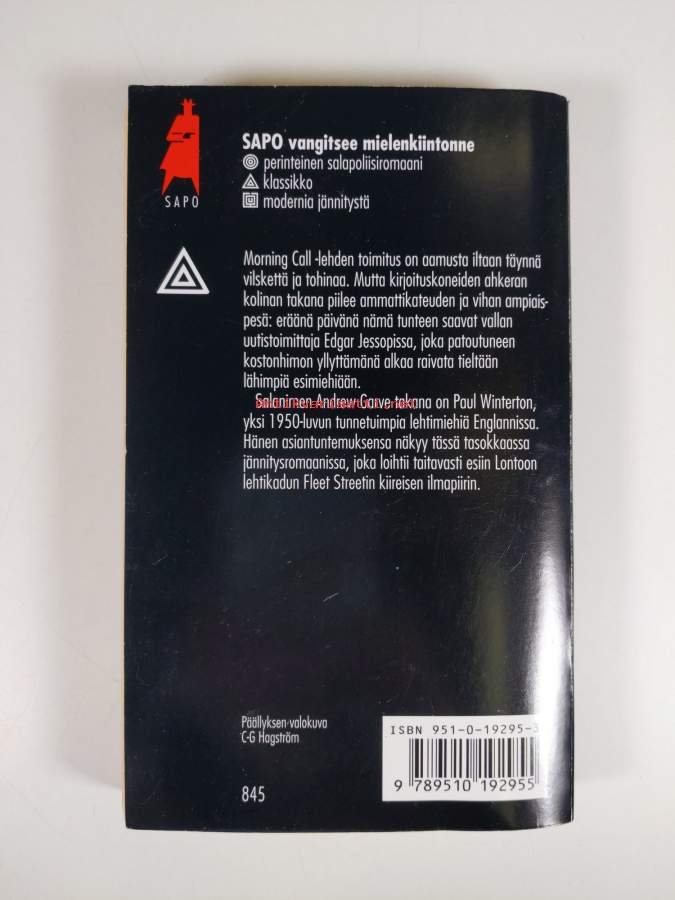 SAPO
SAPO vangitsee mielenkiintonne
perinteinen salapoliisiromaani
klassikko
modernia jännitystä
Morning Call -lehden toimitus on aamusta iltaan täynnä
vilskettä ja tohinaa. Mutta kirjoituskoneiden ahkeran
kolinan takana piilee ammattikateuden ja vihan ampiais-
pesä: eräänä päivänä nämä tunteen saavat vallan
uutistoimittaja Edgar Jessopissa, joka patoutuneen
kostonhimon yllyttämänä alkaa raivata tieltään
lähimpiä esimiehiään.
Salanimen Andrew Garve takana on Paul Winterton,
yksi 1950-luvun tunnetuimpia lehtimiehiä Englannissa.
Hänen asiantuntemuksensa näkyy tässä tasokkaassa
jännitysromaanissa, joka loihtii taitavasti esiin Lontoon
lehtikadun Fleet Streetin kiireisen ilmapiirin.
Päällyksen valokuva
C-G Hagström
845
ISBN 951-0-19295-3
9 789510 192955